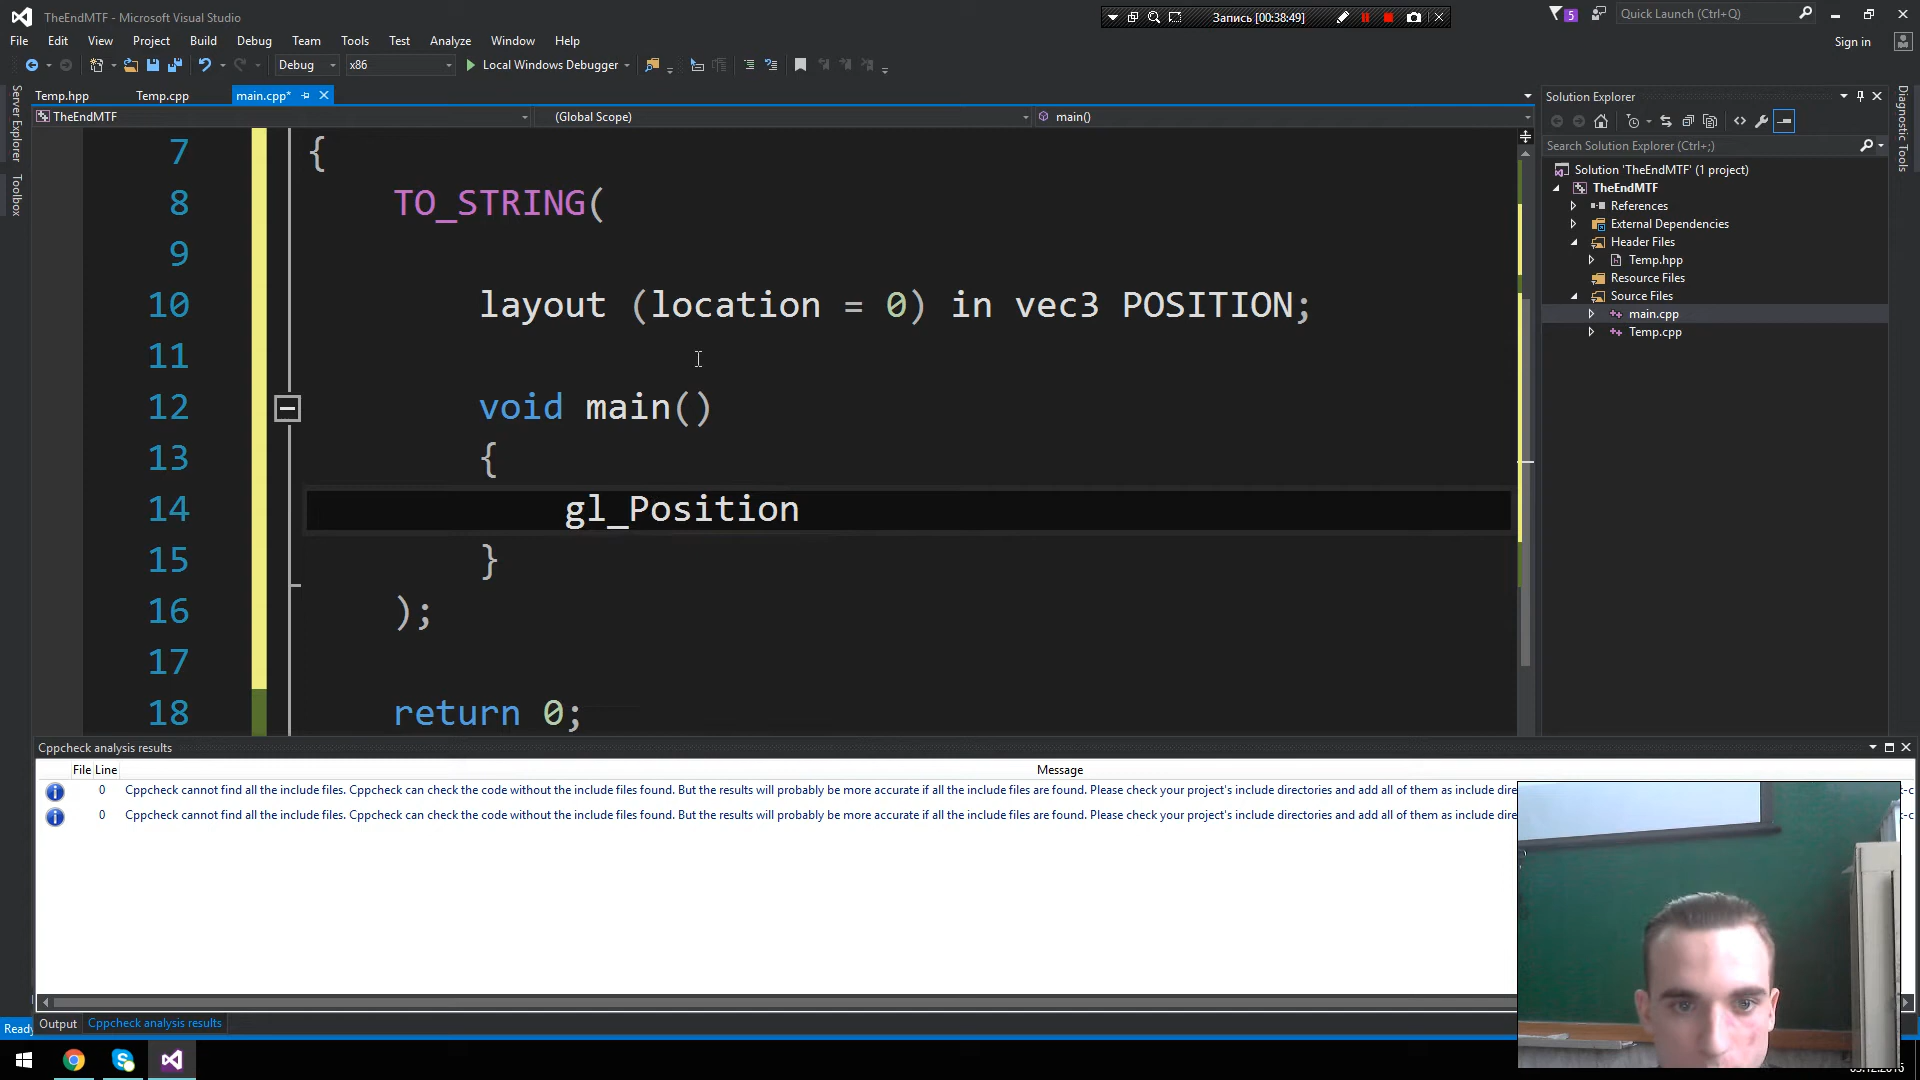 TheEndMTF - Microsoft Visual Studio
Запись [00:38:49]
5
Quick Launch (Ctrl+Q)
File Edit View Project Build Debug Team Tools Test Analyze Window Help
Sign in
Debug x86 Local Windows Debugger
Server Explorer
Toolbox
Temp.hpp Temp.cpp main.cpp*
TheEndMTF (Global Scope) main()
7 {
8 TO_STRING(
9
10 layout (location = 0) in vec3 POSITION;
11
12 void main()
13 {
14 gl_Position
15 }
16 );
17
18 return 0;
Solution Explorer
Search Solution Explorer (Ctrl+;)
Solution 'TheEndMTF' (1 project)
TheEndMTF
References
External Dependencies
Header Files
Temp.hpp
Resource Files
Source Files
main.cpp
Temp.cpp
Diagnostic Tools
Cppcheck analysis results
File Line Message
0 Cppcheck cannot find all the include files. Cppcheck can check the code without the include files found. But the results will probably be more accurate if all the include files are found. Please check your project's include directories and add all of them as include dire
0 Cppcheck cannot find all the include files. Cppcheck can check the code without the include files found. But the results will probably be more accurate if all the include files are found. Please check your project's include directories and add all of them as include dire
Output Cppcheck analysis results
Ready